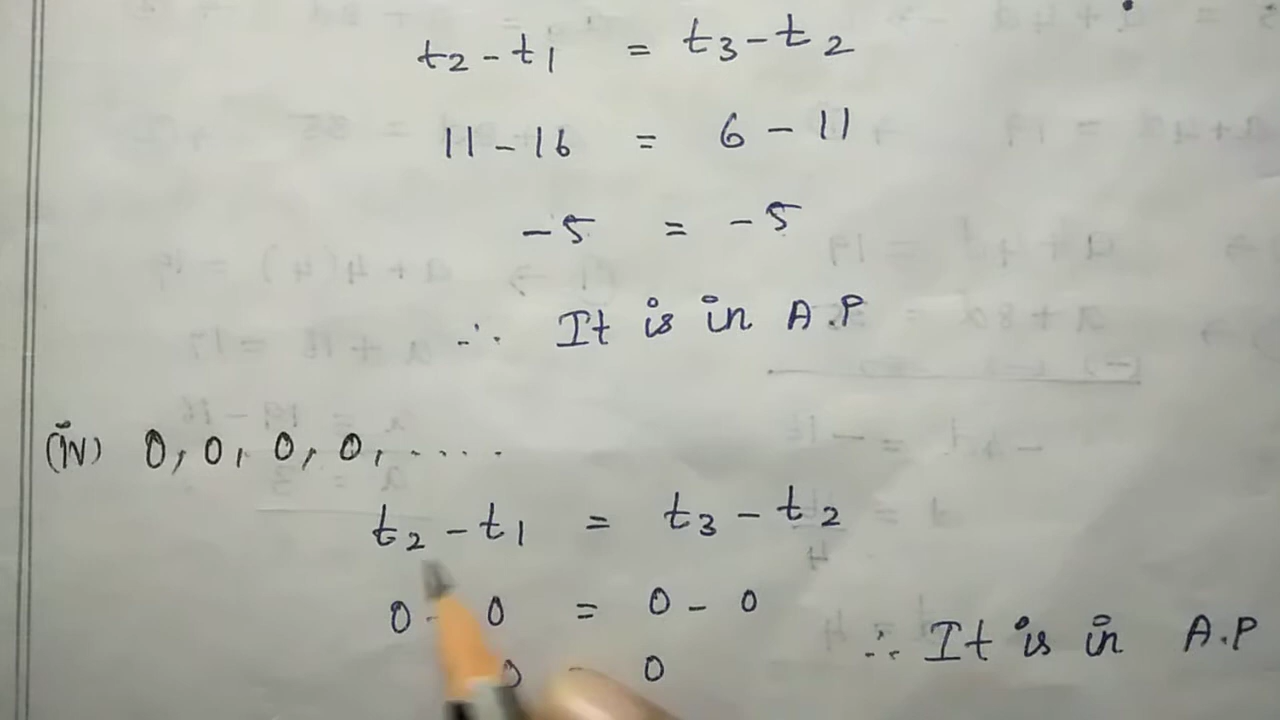 t2 - t1 = t3 - t2
11 - 16 = 6 - 11
-5 = -5
∴ It is in A.P
(iv) 0, 0, 0, 0, .....
t2 - t1 = t3 - t2
0 - 0 = 0 - 0
0 = 0 ∴ It is in A.P